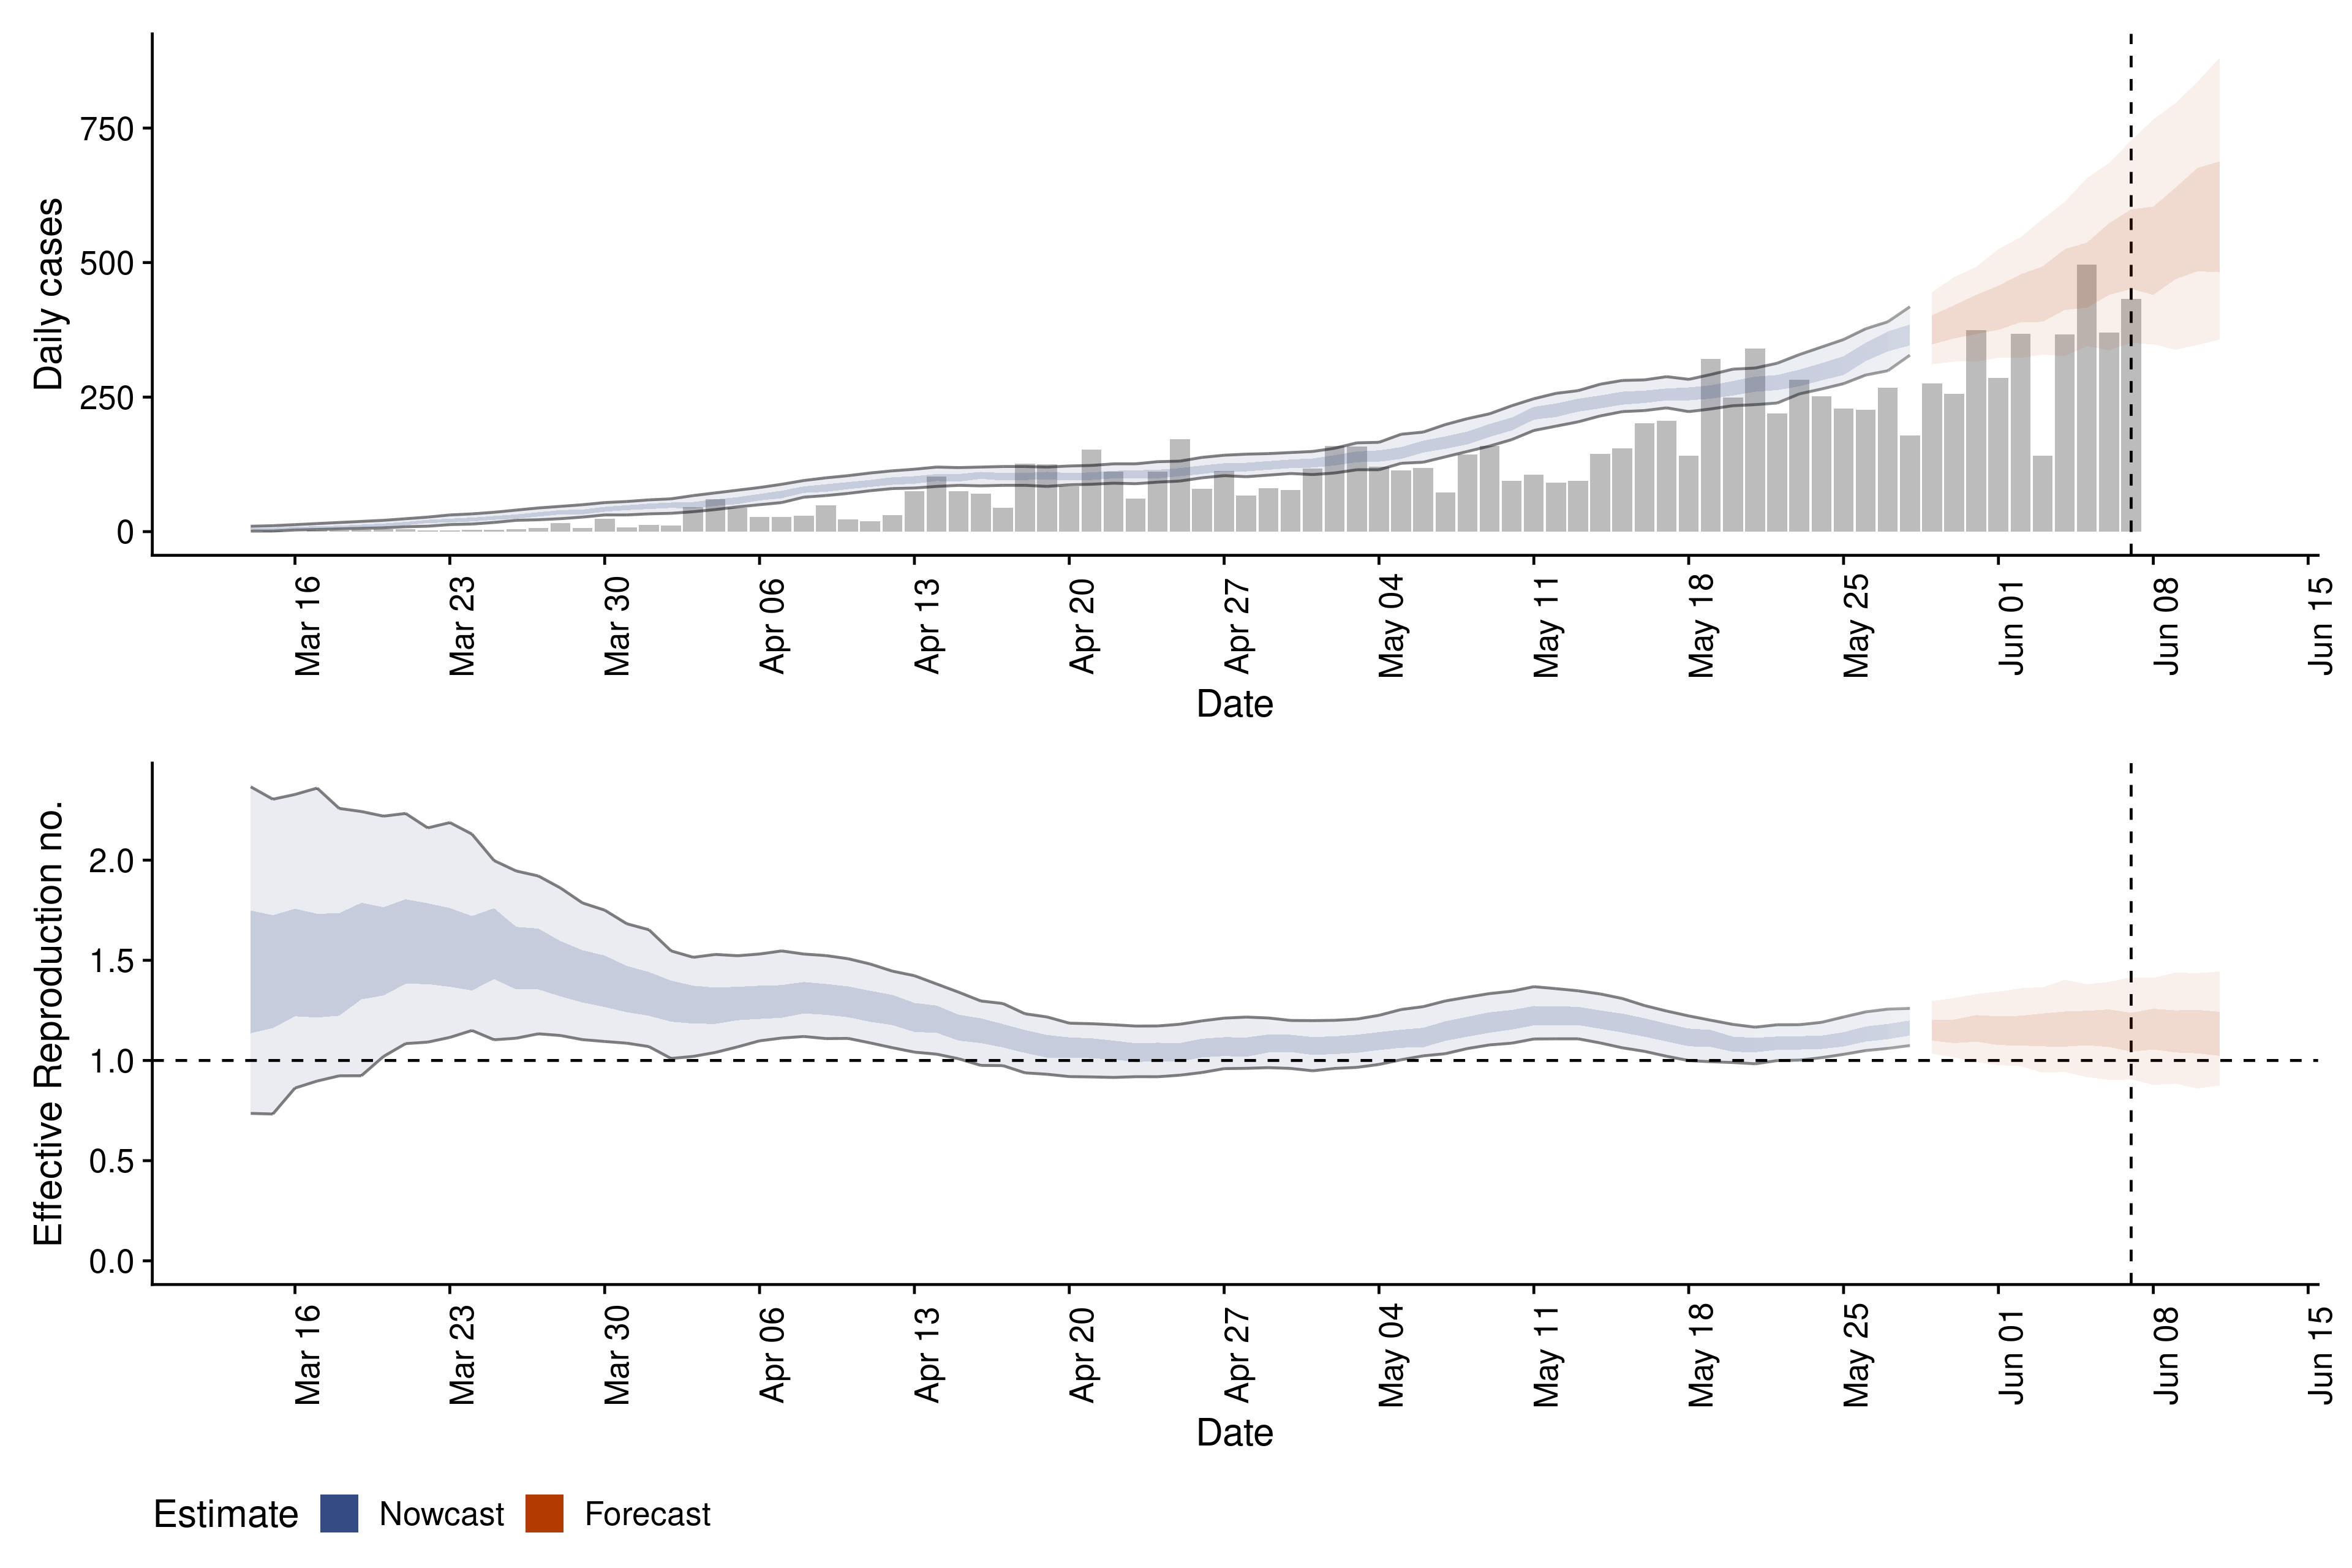 Daily cases
750
500
250
0
Mar 16
Mar 23
Mar 30
Apr 06
Apr 13
Apr 20
Apr 27
May 04
May 11
May 18
May 25
Jun 01
Jun 08
Jun 15
Date
Effective Reproduction no.
2.0
1.5
1.0
0.5
0.0
Mar 16
Mar 23
Mar 30
Apr 06
Apr 13
Apr 20
Apr 27
May 04
May 11
May 18
May 25
Jun 01
Jun 08
Jun 15
Date
Estimate Nowcast Forecast